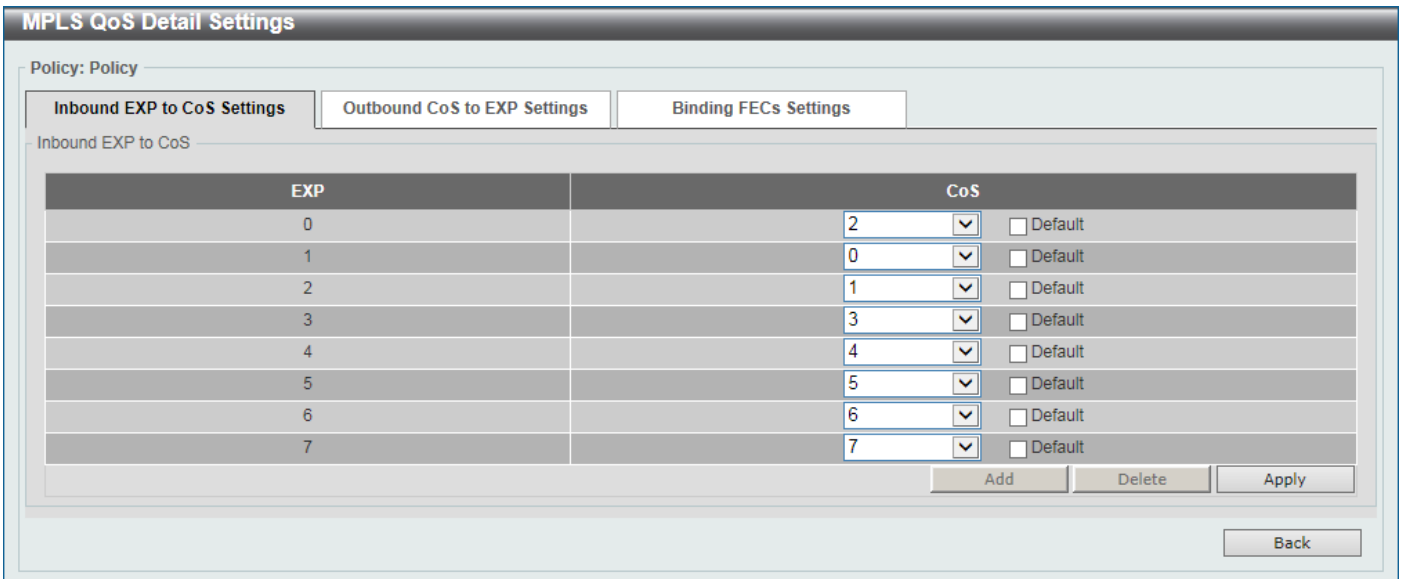 MPLS QoS Detail Settings
Policy: Policy
Inbound EXP to CoS Settings Outbound CoS to EXP Settings Binding FECs Settings
Inbound EXP to CoS
EXP CoS
0 2 Default
1 0 Default
2 1 Default
3 3 Default
4 4 Default
5 5 Default
6 6 Default
7 7 Default
Add Delete Apply
Back